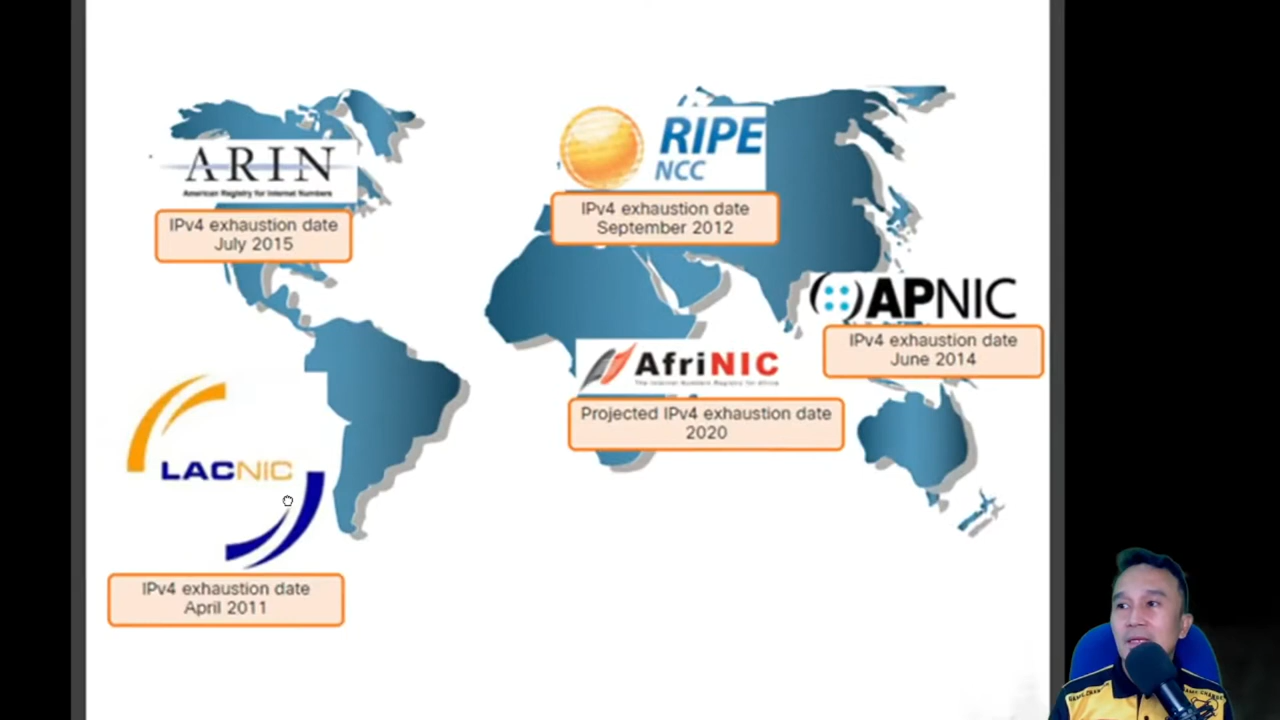 ARIN
American Registry for Internet Numbers
IPv4 exhaustion date
July 2015
RIPE
NCC
IPv4 exhaustion date
September 2012
APNIC
IPv4 exhaustion date
June 2014
AfriNIC
The Internet Numbers Registry for Africa
Projected IPv4 exhaustion date
2020
LACNIC
IPv4 exhaustion date
April 2011